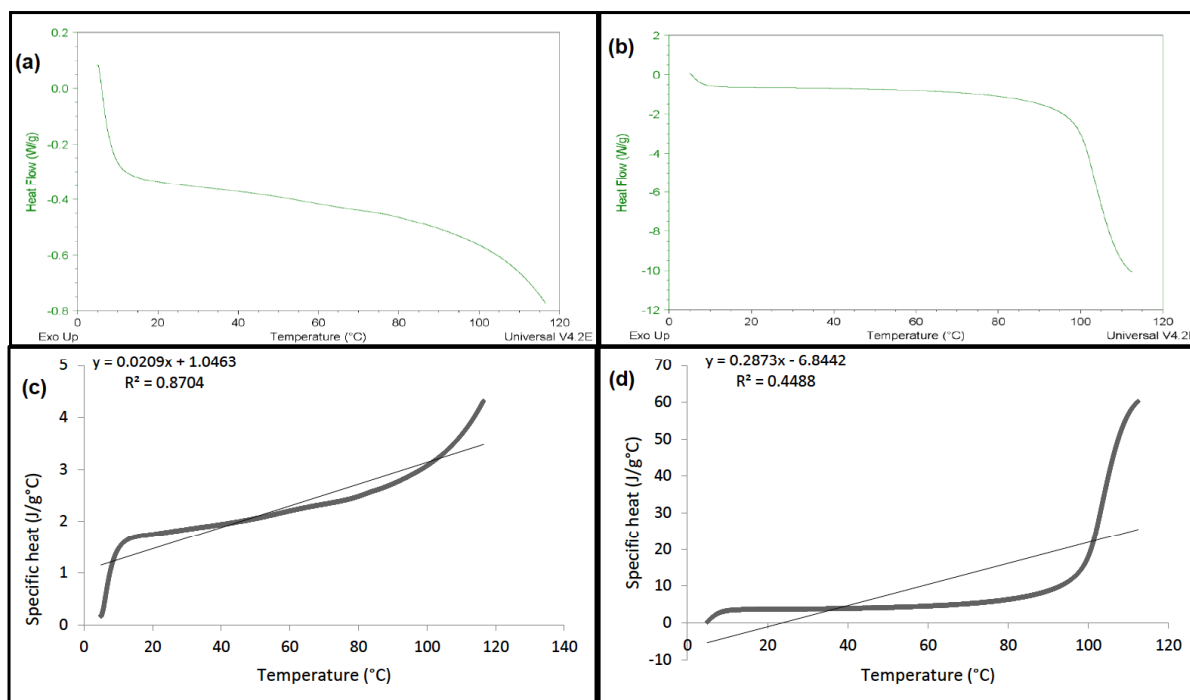 (a)
0.2
0.0
-0.2
-0.4
-0.6
-0.8
Heat Flow (W/g)
0 20 40 60 80 100 120
Exo Up Temperature (°C) Universal V4.2E
(b)
2
0
-2
-4
-6
-8
-10
-12
Heat Flow (W/g)
0 20 40 60 80 100 120
Exo Up Temperature (°C) Universal V4.2E
(c)
y = 0.0209x + 1.0463
R² = 0.8704
5
4
3
2
1
0
Specific heat (J/g°C)
0 20 40 60 80 100 120 140
Temperature (°C)
(d)
y = 0.2873x - 6.8442
R² = 0.4488
70
60
50
40
30
20
10
0
-10
Specific heat (J/g°C)
0 20 40 60 80 100 120
Temperature (°C)